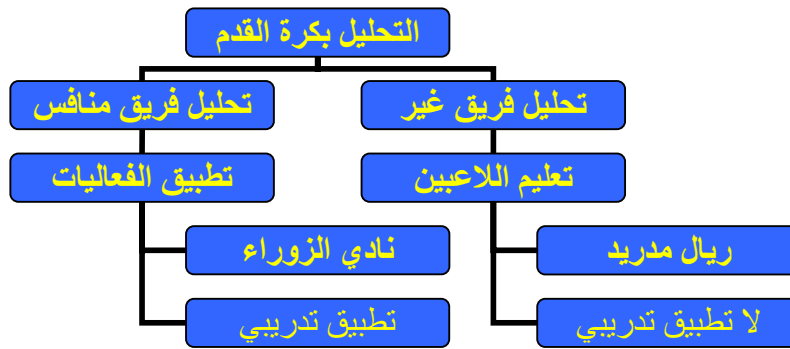 التحليل بكرة القدم
تحليل فريق غير
تحليل فريق منافس
تعليم اللاعبين
تطبيق الفعاليات
ريال مدريد
نادي الزوراء
لا تطبيق تدريبي
تطبيق تدريبي